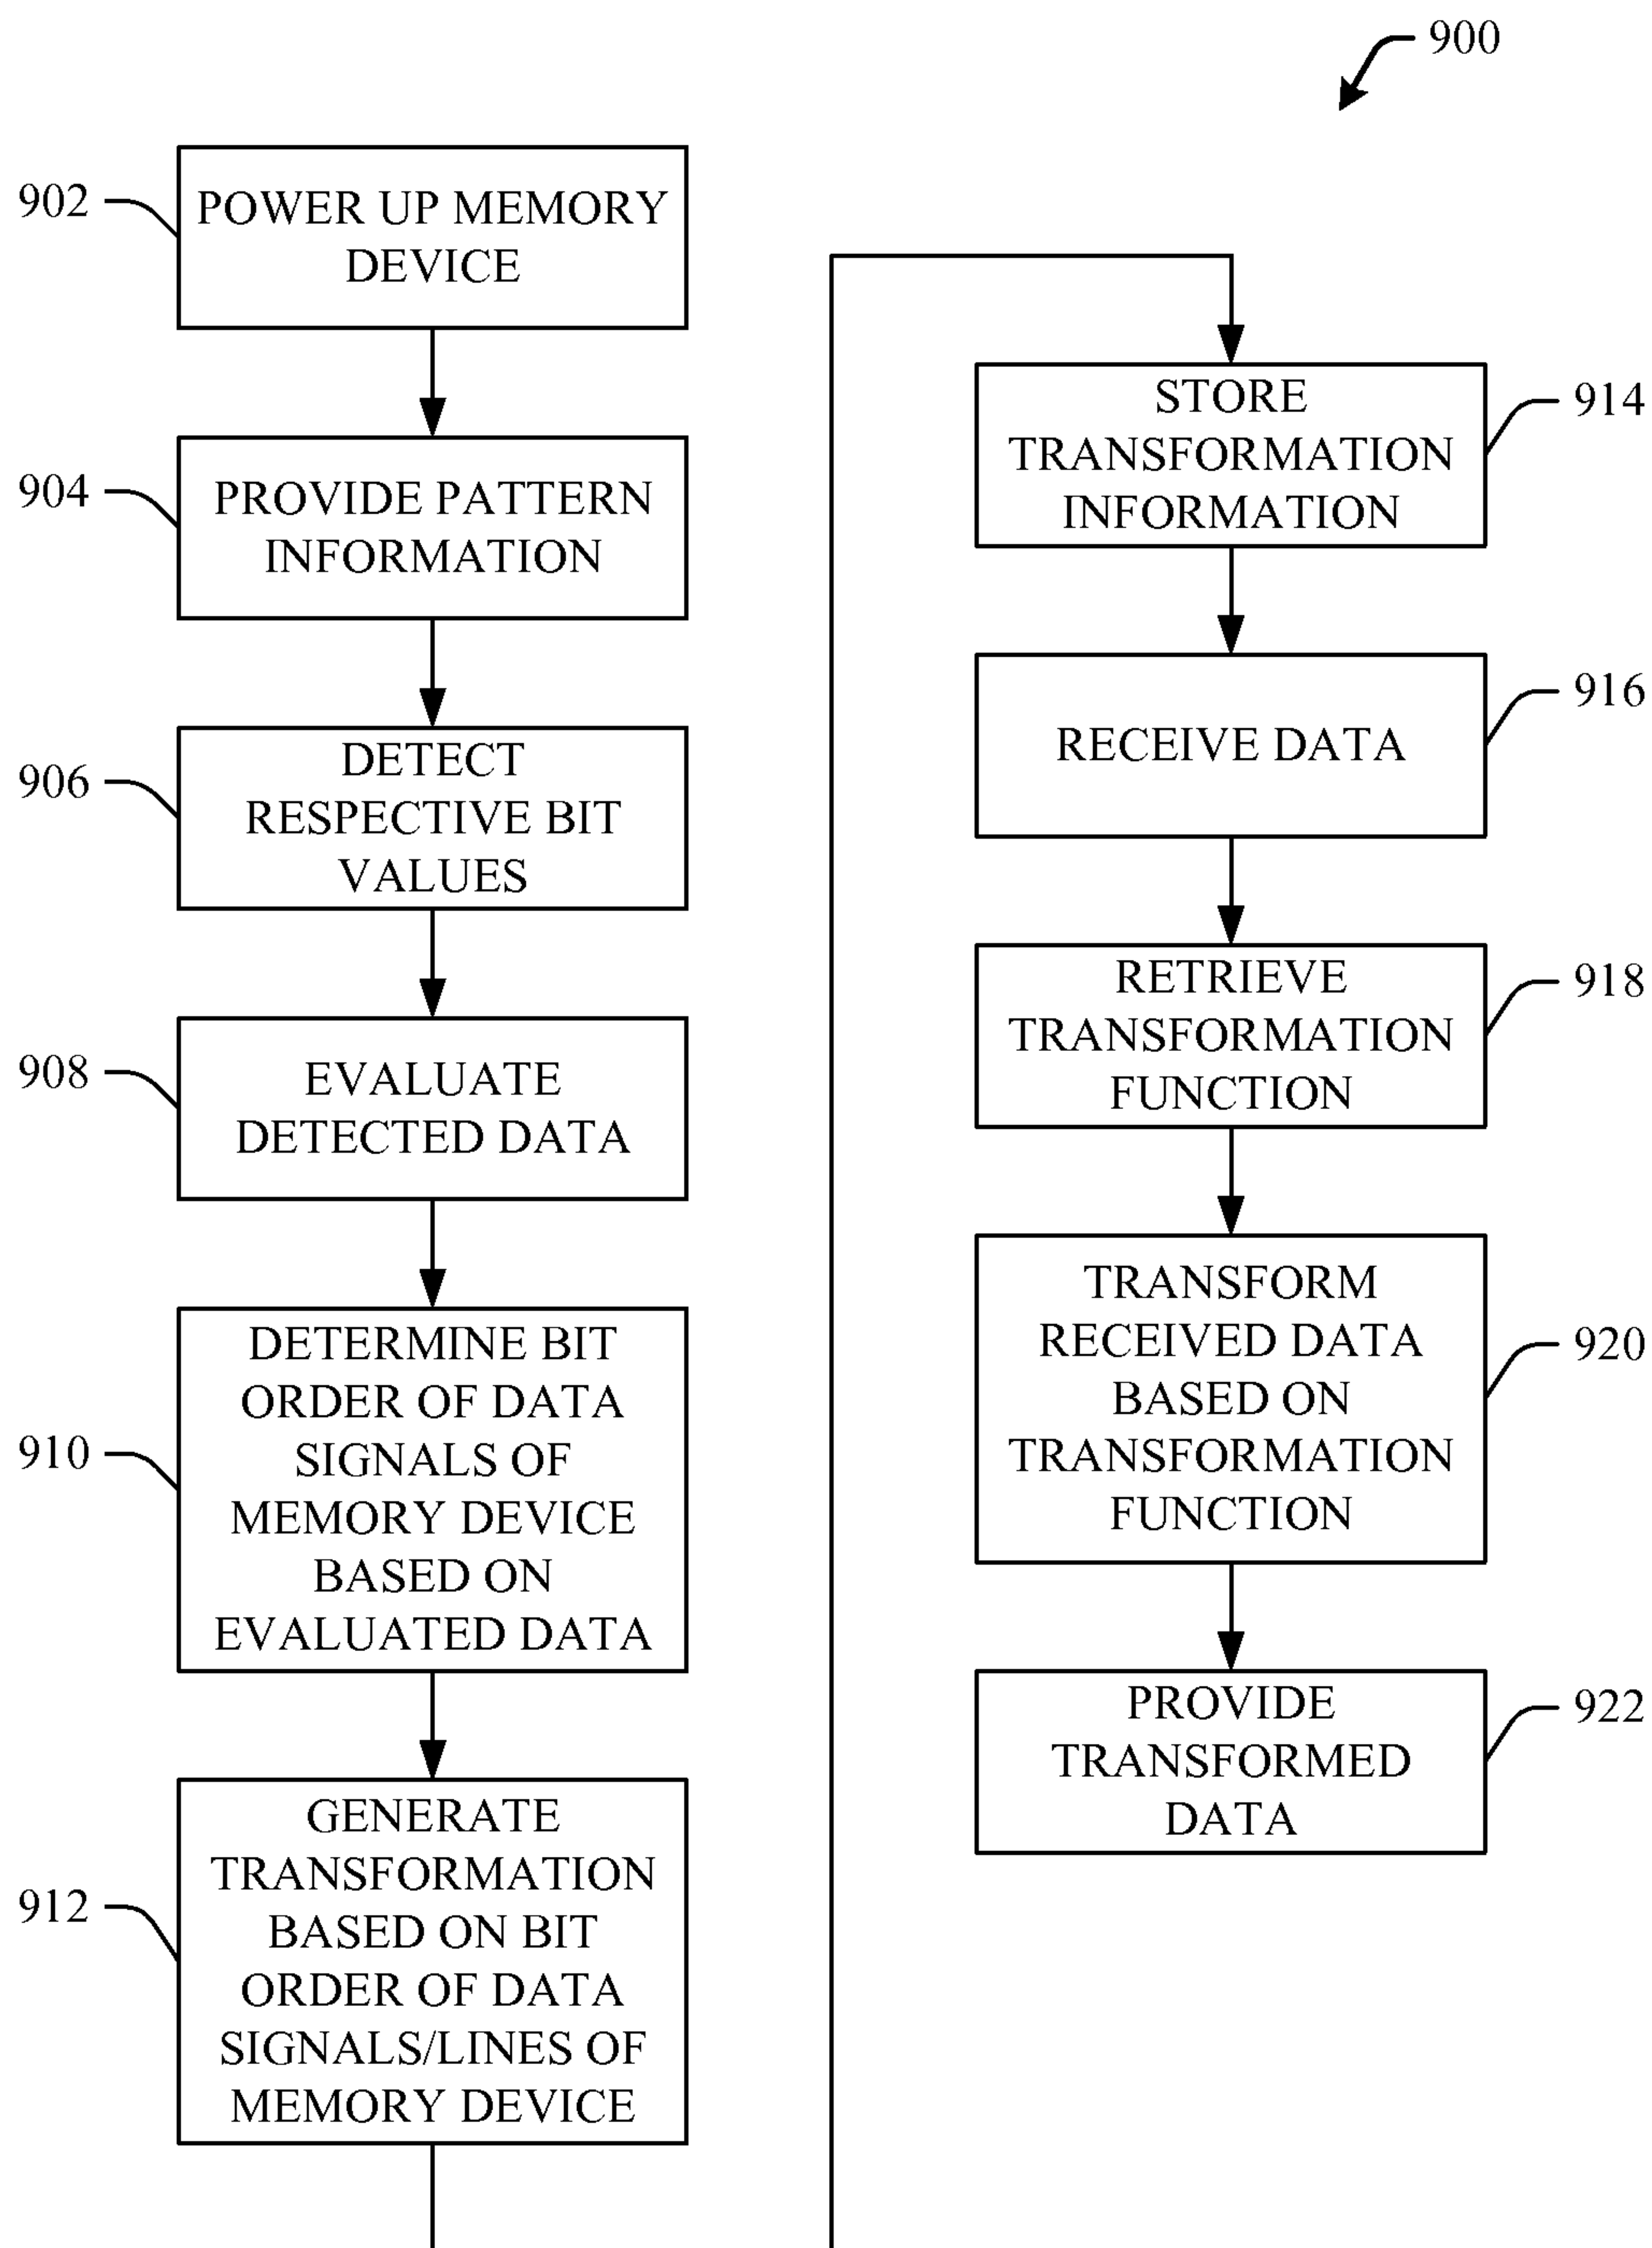 900
902
POWER UP MEMORY
DEVICE
904
PROVIDE PATTERN
INFORMATION
906
DETECT
RESPECTIVE BIT
VALUES
908
EVALUATE
DETECTED DATA
910
DETERMINE BIT
ORDER OF DATA
SIGNALS OF
MEMORY DEVICE
BASED ON
EVALUATED DATA
912
GENERATE
TRANSFORMATION
BASED ON BIT
ORDER OF DATA
SIGNALS/LINES OF
MEMORY DEVICE
STORE
TRANSFORMATION
INFORMATION
914
RECEIVE DATA
916
RETRIEVE
TRANSFORMATION
FUNCTION
918
TRANSFORM
RECEIVED DATA
BASED ON
TRANSFORMATION
FUNCTION
920
PROVIDE
TRANSFORMED
DATA
922